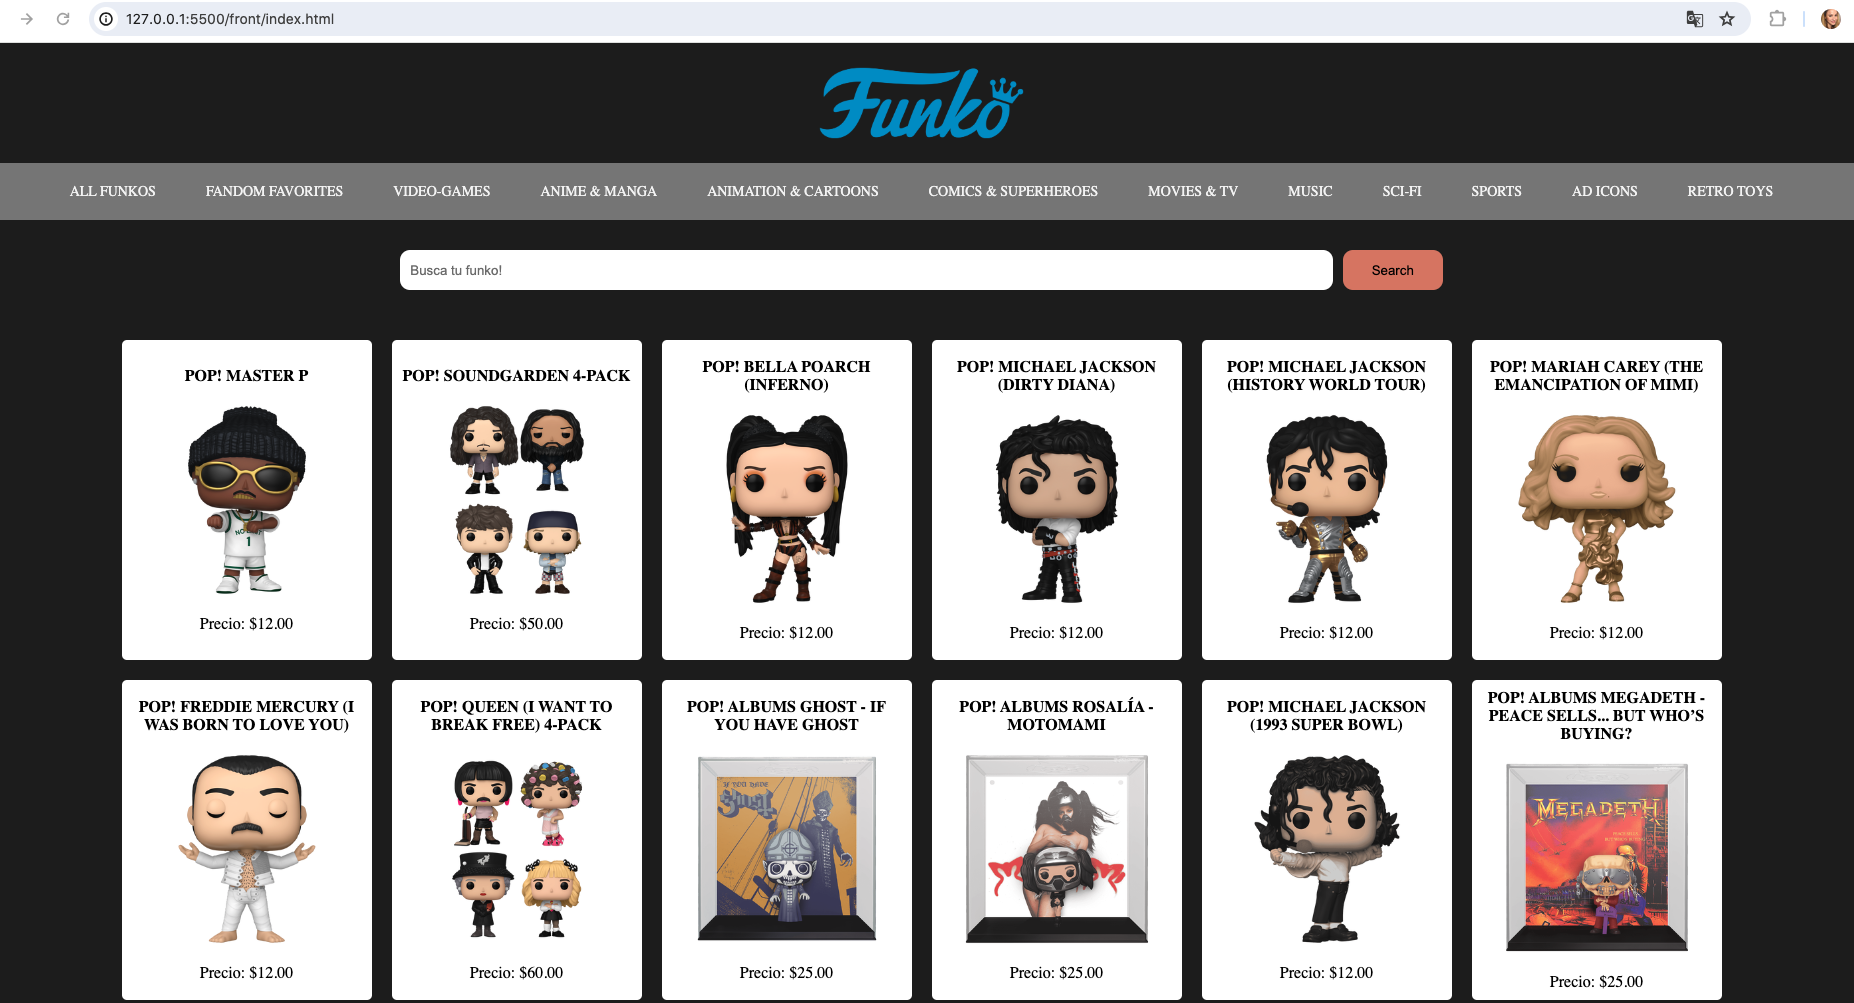 127.0.0.1:5500/front/index.html
Funko
ALL FUNKOS FANDOM FAVORITES VIDEO-GAMES ANIME & MANGA ANIMATION & CARTOONS COMICS & SUPERHEROES MOVIES & TV MUSIC SCI-FI SPORTS AD ICONS RETRO TOYS
Busca tu funko!
Search
POP! MASTER P
1
Precio: $12.00
POP! SOUNDGARDEN 4-PACK
Precio: $50.00
POP! BELLA POARCH
(INFERNO)
Precio: $12.00
POP! MICHAEL JACKSON
(DIRTY DIANA)
Precio: $12.00
POP! MICHAEL JACKSON
(HISTORY WORLD TOUR)
Precio: $12.00
POP! MARIAH CAREY (THE
EMANCIPATION OF MIMI)
Precio: $12.00
POP! FREDDIE MERCURY (I
WAS BORN TO LOVE YOU)
Precio: $12.00
POP! QUEEN (I WANT TO
BREAK FREE) 4-PACK
Precio: $60.00
POP! ALBUMS GHOST - IF
YOU HAVE GHOST
IF YOU HAVE
Ghost
Precio: $25.00
POP! ALBUMS ROSALÍA -
MOTOMAMI
Precio: $25.00
POP! MICHAEL JACKSON
(1993 SUPER BOWL)
Precio: $12.00
POP! ALBUMS MEGADETH -
PEACE SELLS... BUT WHO’S
BUYING?
MEGADETH
Precio: $25.00